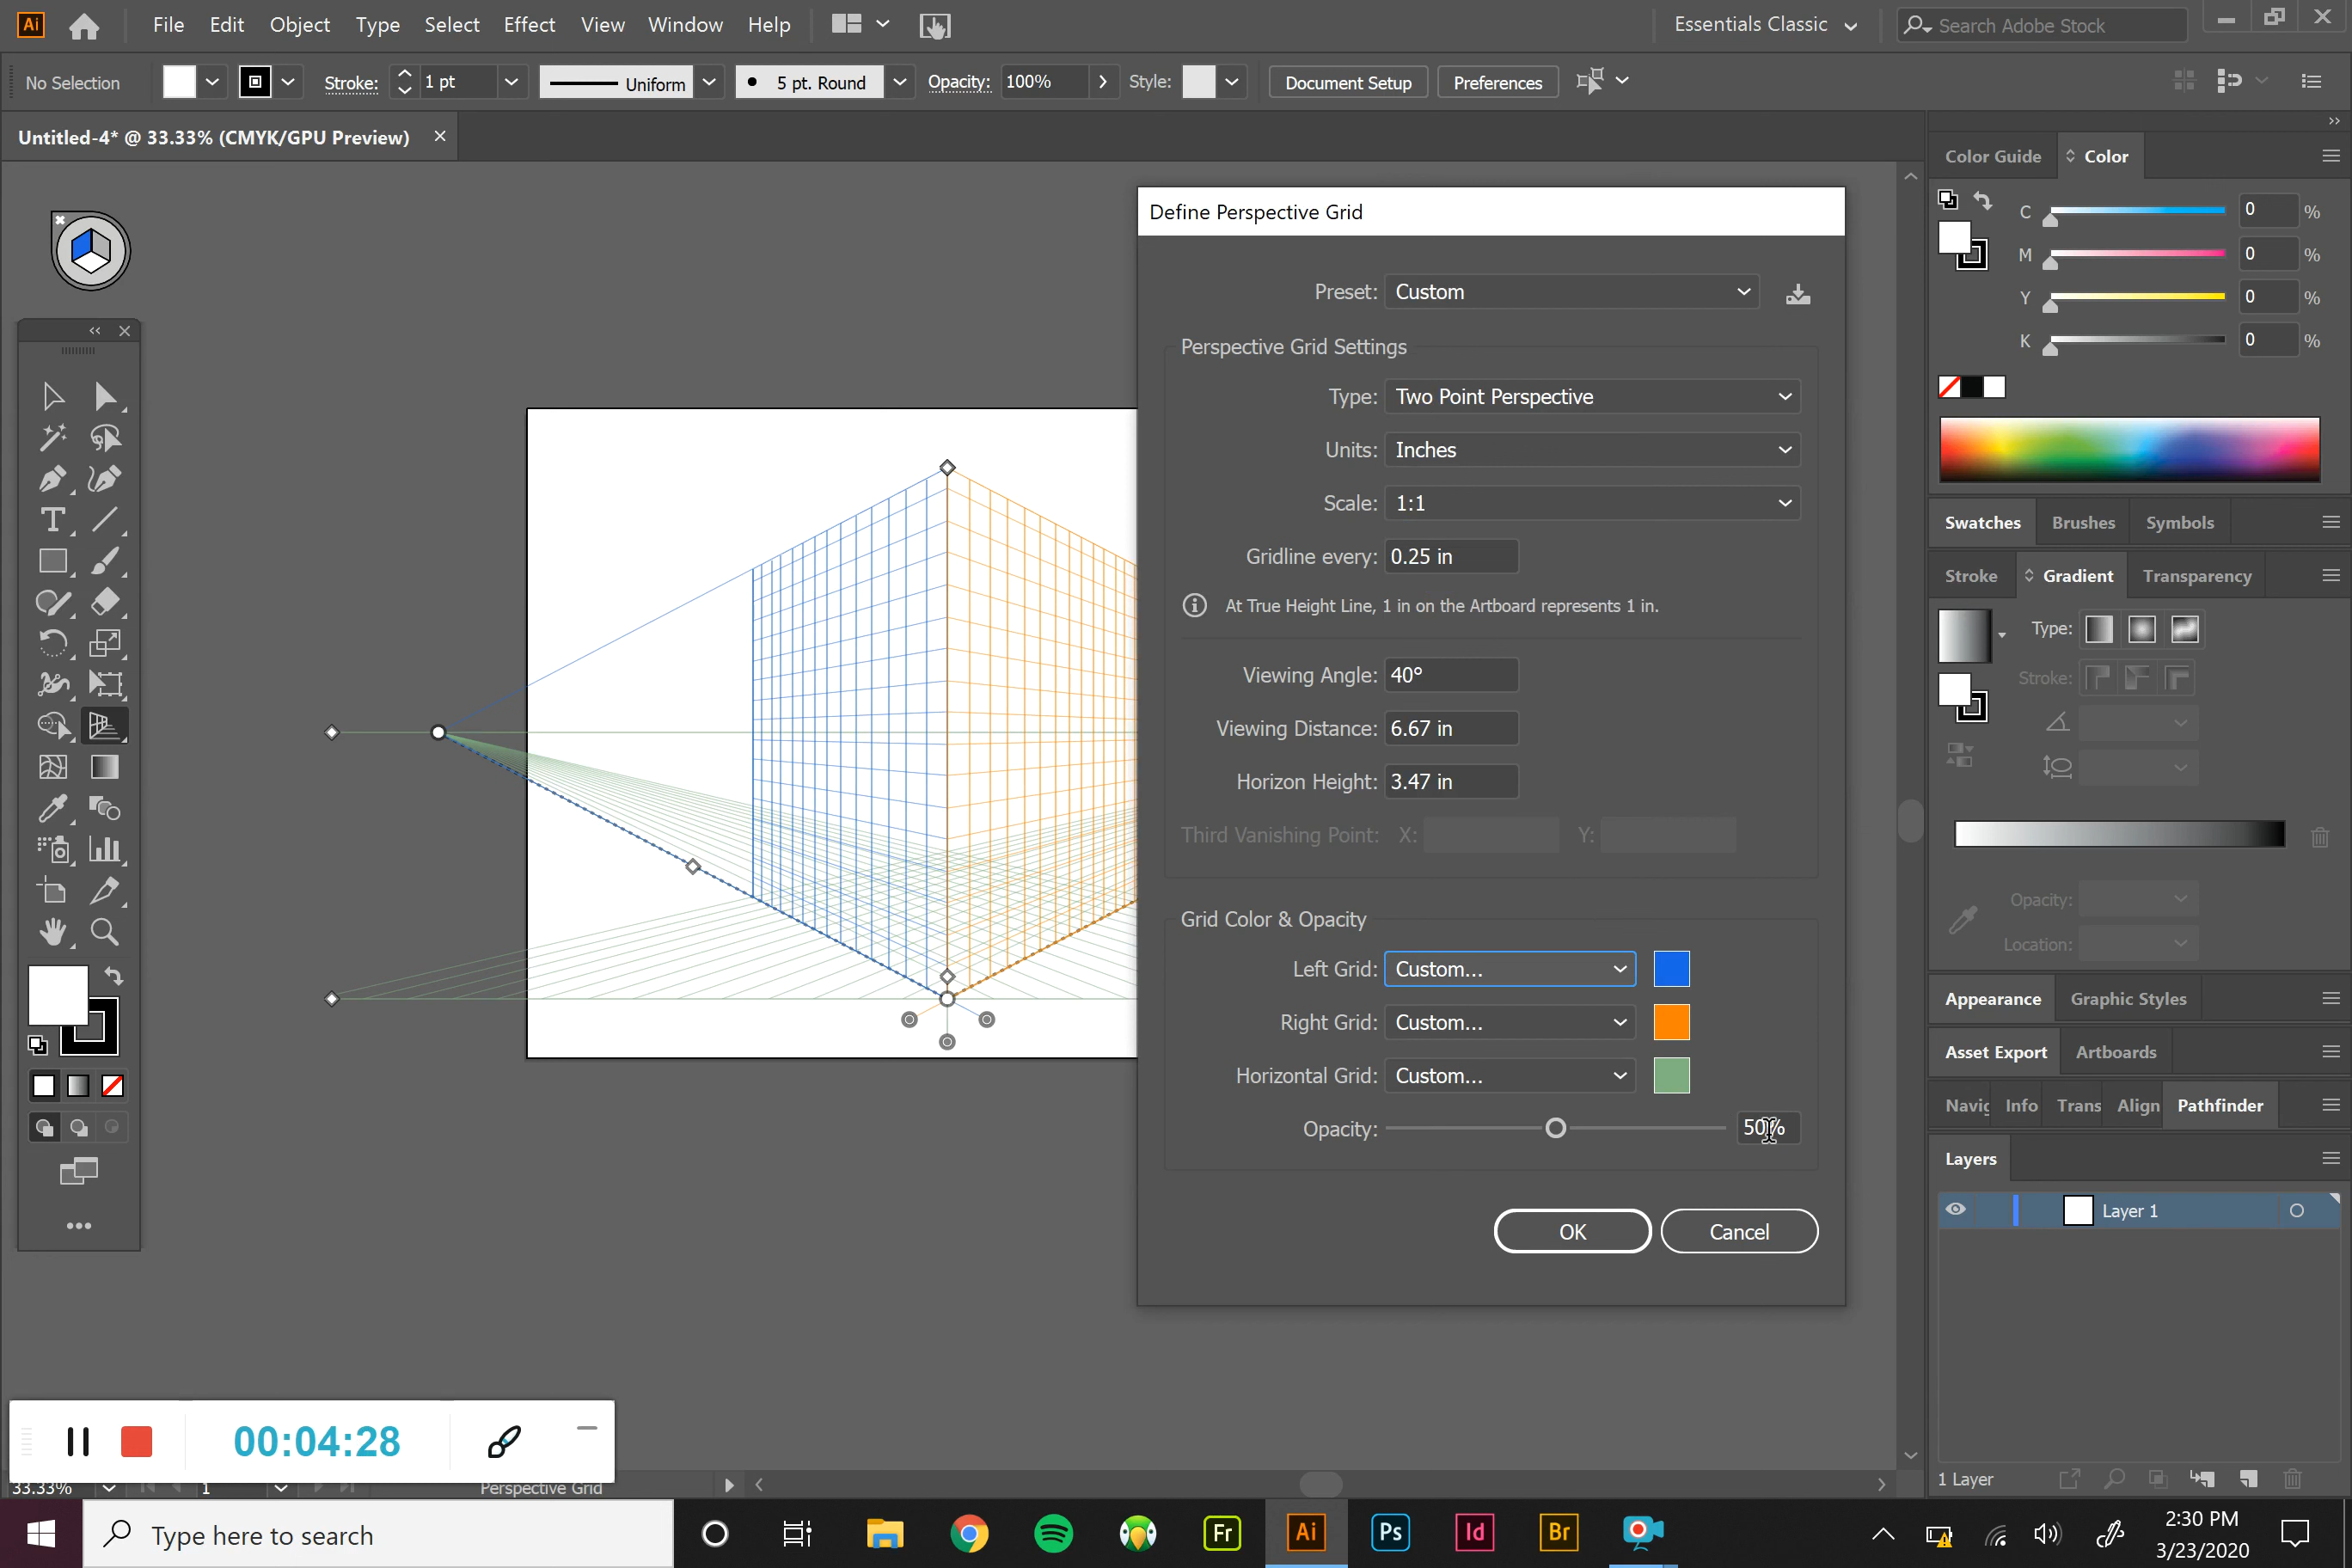 Ai File Edit Object Type Select Effect View Window Help Essentials Classic Search Adobe Stock
No Selection Stroke: 1 pt Uniform 5 pt. Round Opacity: 100% Style: Document Setup Preferences
Untitled-4* @ 33.33% (CMYK/GPU Preview)
Define Perspective Grid
Preset: Custom
Perspective Grid Settings
Type: Two Point Perspective
Units: Inches
Scale: 1:1
Gridline every: 0.25 in
At True Height Line, 1 in on the Artboard represents 1 in.
Viewing Angle: 40°
Viewing Distance: 6.67 in
Horizon Height: 3.47 in
Third Vanishing Point: X: Y:
Grid Color & Opacity
Left Grid: Custom...
Right Grid: Custom...
Horizontal Grid: Custom...
Opacity: 50%
OK Cancel
Color Guide Color
C 0 %
M 0 %
Y 0 %
K 0 %
Swatches Brushes Symbols
Stroke Gradient Transparency
Type:
Stroke:
Opacity:
Location:
Appearance Graphic Styles
Asset Export Artboards
Navig Info Trans Align Pathfinder
Layers
Layer 1
1 Layer
00:04:28
33.33% 1 Perspective Grid
Type here to search Fr Ai Ps Id Br
2:30 PM
3/23/2020